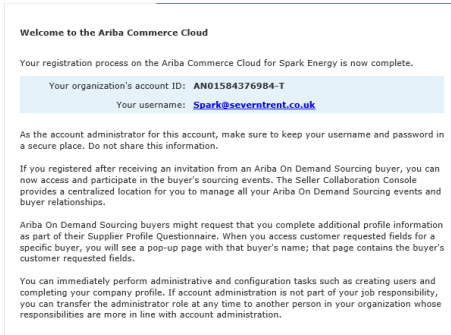 Welcome to the Ariba Commerce Cloud
Your registration process on the Ariba Commerce Cloud for Spark Energy is now complete.
Your organization's account ID: AN01584376984-T
Your username: Spark@severntrent.co.uk
As the account administrator for this account, make sure to keep your username and password in
a secure place. Do not share this information.
If you registered after receiving an invitation from an Ariba On Demand Sourcing buyer, you can
now access and participate in the buyer's sourcing events. The Seller Collaboration Console
provides a centralized location for you to manage all your Ariba On Demand Sourcing events and
buyer relationships.
Ariba On Demand Sourcing buyers might request that you complete additional profile information
as part of their Supplier Profile Questionnaire. When you access customer requested fields for a
specific buyer, you will see a pop-up page with that buyer's name; that page contains the buyer's
customer requested fields.
You can immediately perform administrative and configuration tasks such as creating users and
completing your company profile. If account administration is not part of your job responsibility,
you can transfer the administrator role at any time to another person in your organization whose
responsibilities are more in line with account administration.